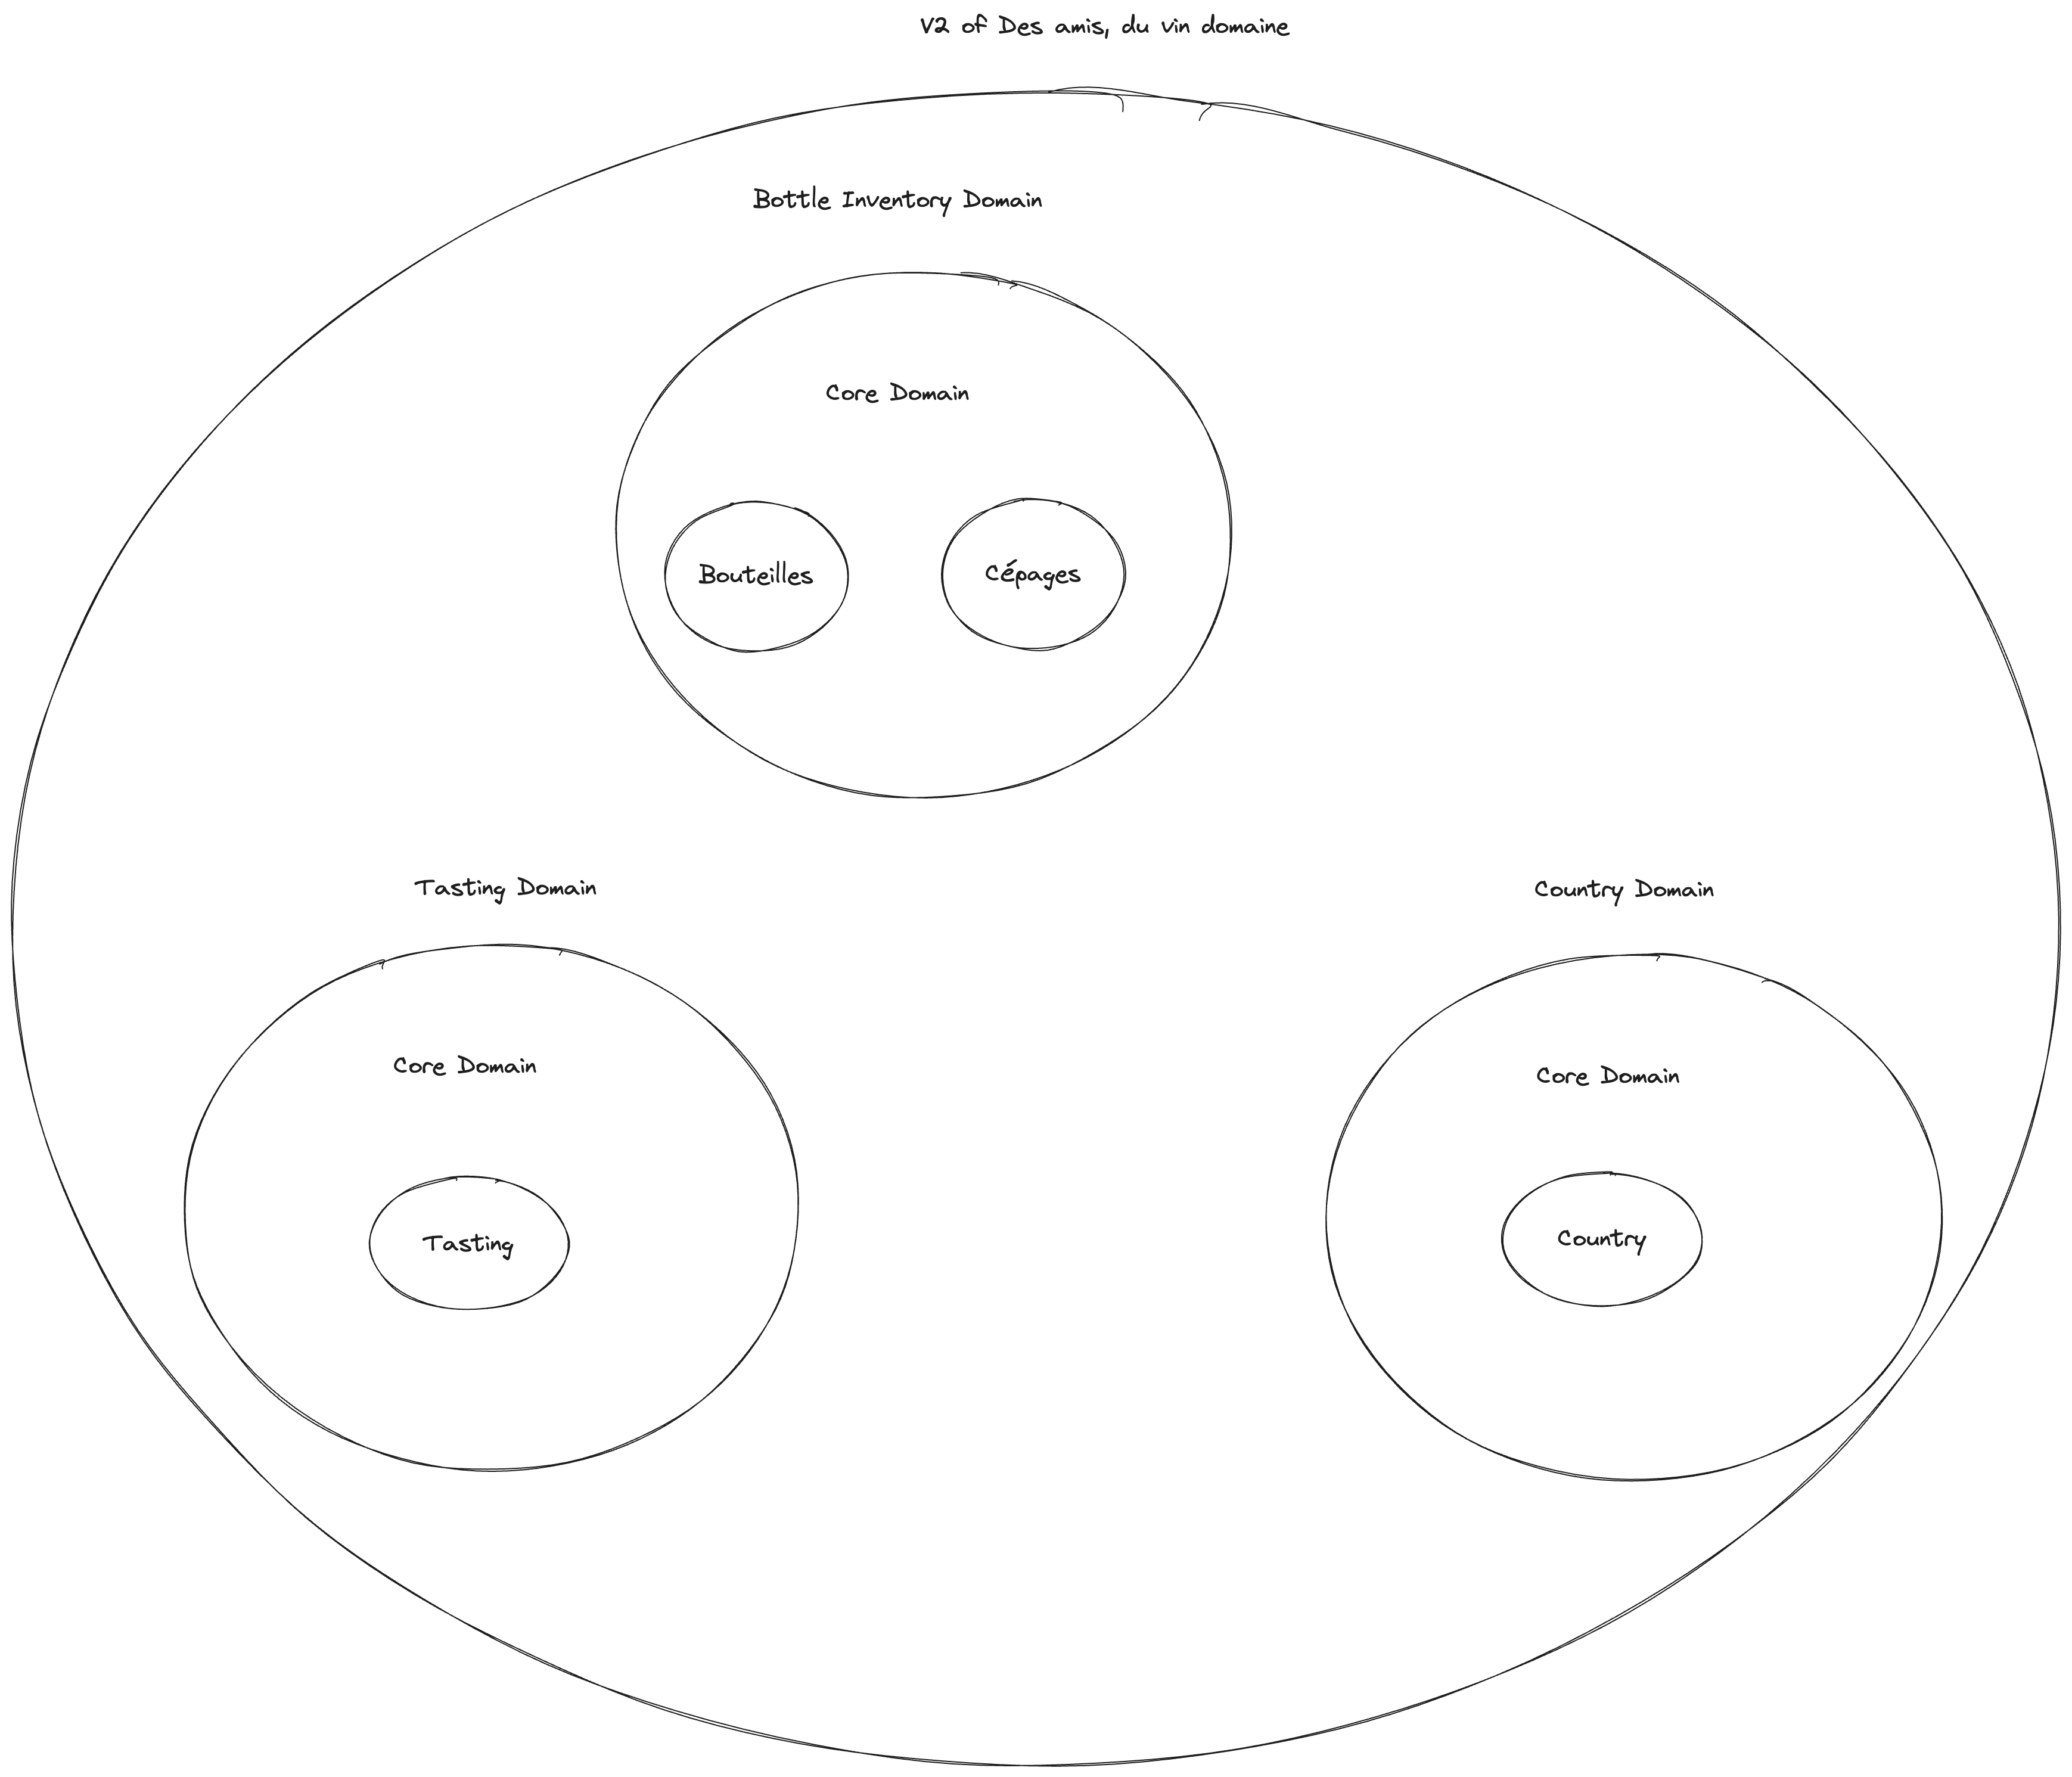 V2 of Des amis, du vin domaine
Bottle Inventory Domain
Core Domain
Bouteilles
Cépages
Tasting Domain
Country Domain
Core Domain
Core Domain
Tasting
Country